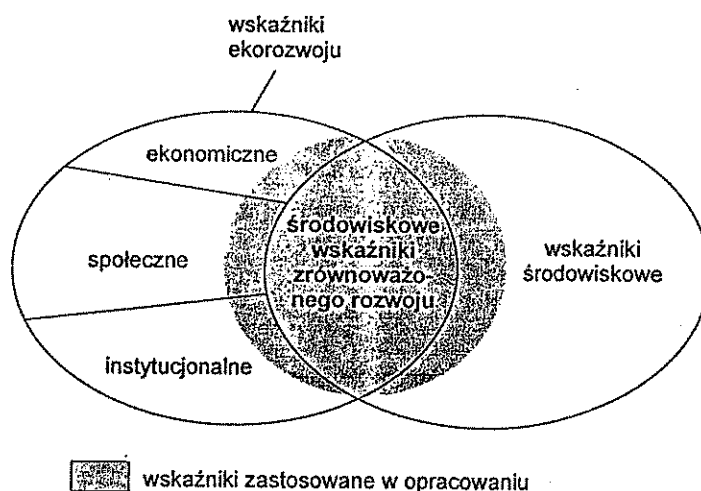 wskaźniki
ekorozwoju
ekonomiczne
społeczne
instytucjonalne
środowiskowe
wskaźniki
zrównoważo-
nego rozwoju
wskaźniki
środowiskowe
wskaźniki zastosowane w opracowaniu